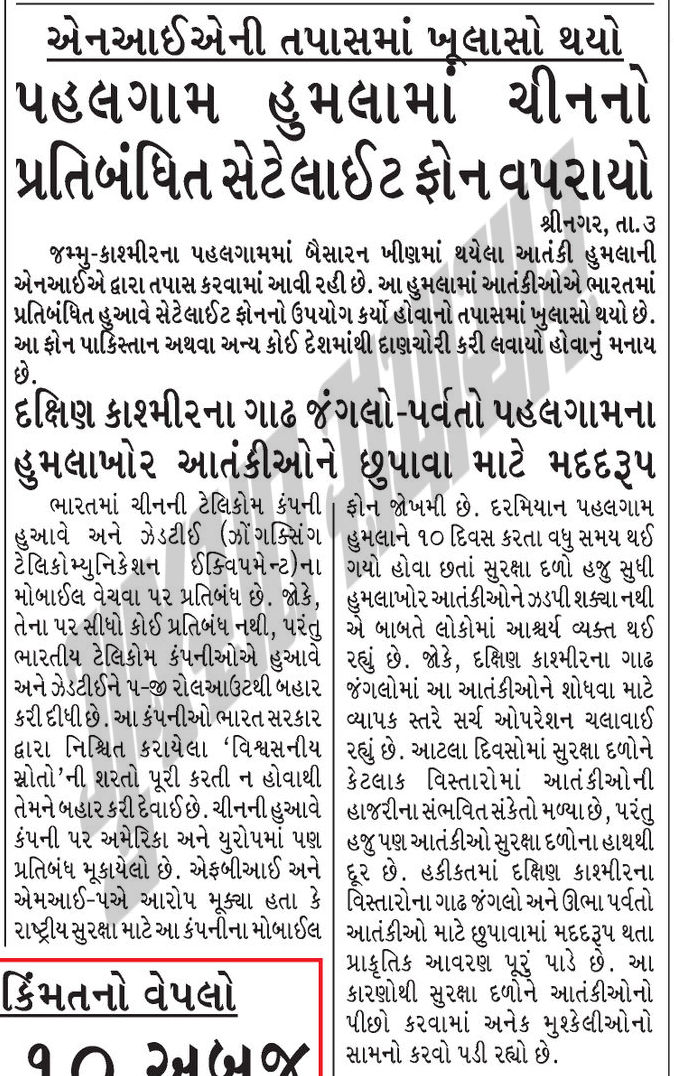 એનઆઈએની તપાસમાં ખૂલાસો થયો
પહલગામ હુમલામાં ચીનનો
પ્રતિબંધિત સેટેલાઈટ ફોન વપરાયો
શ્રીનગર, તા.૩
જમ્મુ-કાશ્મીરના પહલગામમાં બૈસારન ખીણમાં થયેલા આતંકી હુમલાની
એનઆઈએ દ્વારા તપાસ કરવામાં આવી રહી છે. આ હુમલામાં આતંકીઓએ ભારતમાં
પ્રતિબંધિત હુઆવે સેટેલાઈટ ફોનનો ઉપયોગ કર્યો હોવાનો તપાસમાં ખુલાસો થયો છે.
આ ફોન પાકિસ્તાન અથવા અન્ય કોઈ દેશમાંથી દાણચોરી કરી લવાયો હોવાનું મનાય
છે.
દક્ષિણ કાશ્મીરના ગાઢ જંગલો-પર્વતો પહલગામના
હુમલાખોર આતંકીઓને છુપાવા માટે મદદરૂપ
ભારતમાં ચીનની ટેલિકોમ કંપની
હુઆવે અને ઝેડટીઈ (ઝોંગક્સિંગ
ટેલિકોમ્યુનિકેશન ઈક્વિપમેન્ટ)ના
મોબાઈલ વેચવા પર પ્રતિબંધ છે. જોકે,
તેના પર સીધો કોઈ પ્રતિબંધ નથી, પરંતુ
ભારતીય ટેલિકોમ કંપનીઓએ હુઆવે
અને ઝેડટીઈને ૫-જી રોલઆઉટથી બહાર
કરી દીધી છે. આ કંપનીઓ ભારત સરકાર
દ્વારા નિશ્ચિત કરાયેલા ‘વિશ્વસનીય
સ્રોતો’ની શરતો પૂરી કરતી ન હોવાથી
તેમને બહાર કરી દેવાઈ છે. ચીનની હુઆવે
કંપની પર અમેરિકા અને યુરોપમાં પણ
પ્રતિબંધ મૂકાયેલો છે. એફબીઆઈ અને
એમઆઈ-૫એ આરોપ મૂક્યા હતા કે
રાષ્ટ્રીય સુરક્ષા માટે આ કંપનીના મોબાઈલ
ફોન જોખમી છે. દરમિયાન પહલગામ
હુમલાને ૧૦ દિવસ કરતા વધુ સમય થઈ
ગયો હોવા છતાં સુરક્ષા દળો હજુ સુધી
હુમલાખોર આતંકીઓને ઝડપી શક્યા નથી
એ બાબતે લોકોમાં આશ્ચર્ય વ્યક્ત થઈ
રહ્યું છે. જોકે, દક્ષિણ કાશ્મીરના ગાઢ
જંગલોમાં આ આતંકીઓને શોધવા માટે
વ્યાપક સ્તરે સર્ચ ઓપરેશન ચલાવાઈ
રહ્યું છે. આટલા દિવસોમાં સુરક્ષા દળોને
કેટલાક વિસ્તારોમાં આતંકીઓની
હાજરીના સંભવિત સંકેતો મળ્યા છે, પરંતુ
હજુ પણ આતંકીઓ સુરક્ષા દળોના હાથથી
દૂર છે. હકીકતમાં દક્ષિણ કાશ્મીરના
વિસ્તારોના ગાઢ જંગલો અને ઊભા પર્વતો
આતંકીઓ માટે છુપાવામાં મદદરૂપ થતા
પ્રાકૃતિક આવરણ પૂરું પાડે છે. આ
કારણોથી સુરક્ષા દળોને આતંકીઓનો
પીછો કરવામાં અનેક મુશ્કેલીઓનો
સામનો કરવો પડી રહ્યો છે.
કિંમતનો વેપલો
૧૦ અબજ
ગુજરાત સમાચાર